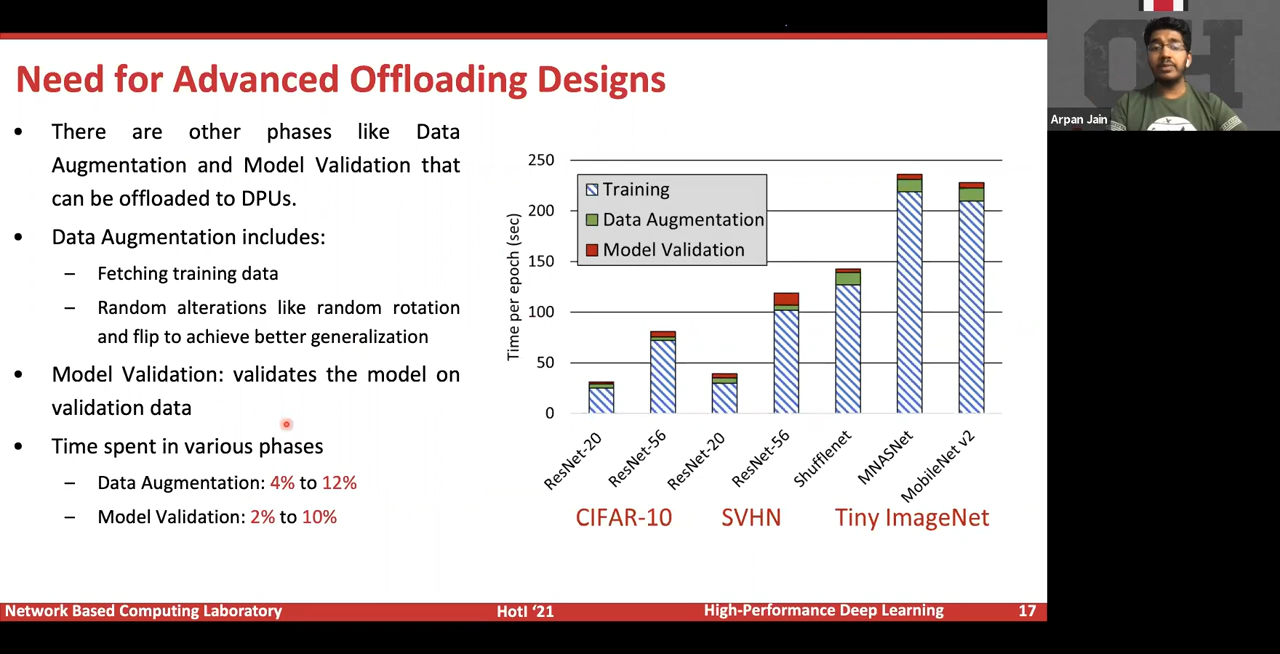 Need for Advanced Offloading Designs
• There are other phases like Data
Augmentation and Model Validation that
can be offloaded to DPUs.
• Data Augmentation includes:
– Fetching training data
– Random alterations like random rotation
and flip to achieve better generalization
• Model Validation: validates the model on
validation data
• Time spent in various phases
– Data Augmentation: 4% to 12%
– Model Validation: 2% to 10%
Time per epoch (sec)
250
200
150
100
50
0
Training
Data Augmentation
Model Validation
ResNet-20
ResNet-56
ResNet-20
ResNet-56
Shufflenet
MNASNet
MobileNet v2
CIFAR-10
SVHN
Tiny ImageNet
Network Based Computing Laboratory
HotI ‘21
High-Performance Deep Learning
17
Arpan Jain